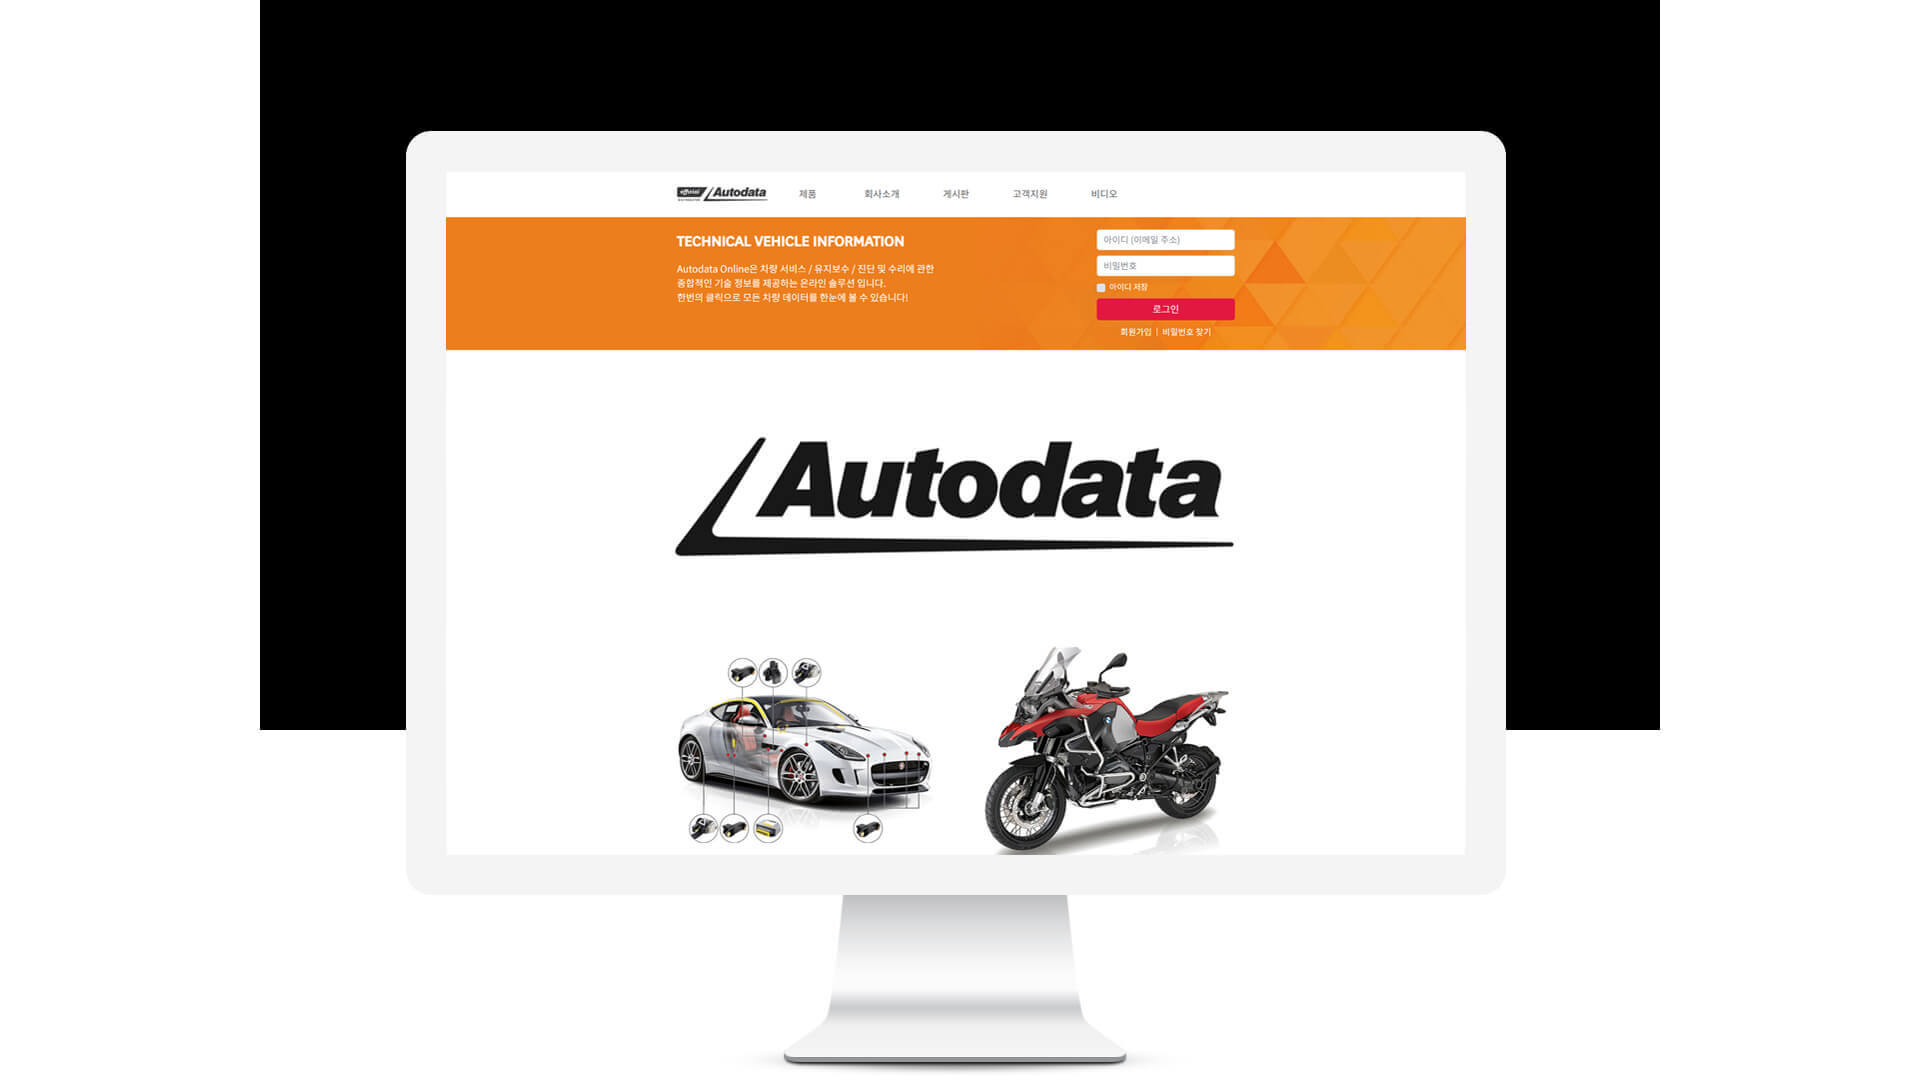 Autodata
제품
회사소개
게시판
고객지원
비디오
TECHNICAL VEHICLE INFORMATION
Autodata Online은 차량 서비스 / 유지보수 / 진단 및 수리에 관한
종합적인 기술 정보를 제공하는 온라인 솔루션 입니다.
한번의 클릭으로 모든 차량 데이터를 한눈에 볼 수 있습니다!
아이디 (이메일 주소)
비밀번호
아이디 저장
로그인
회원가입 | 비밀번호 찾기
Autodata